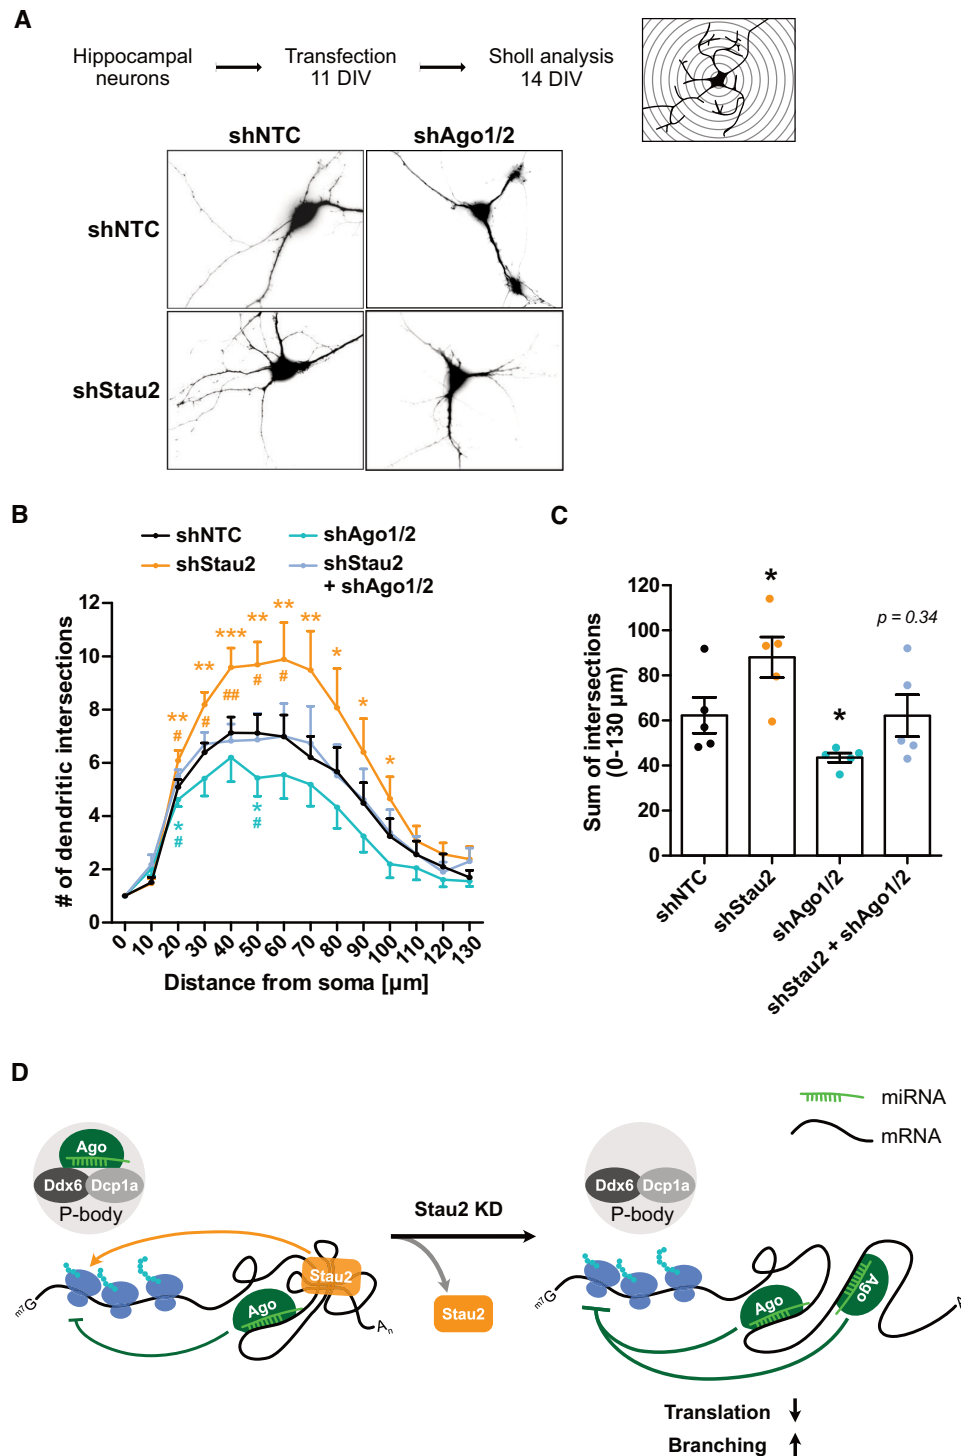 A
Hippocampal neurons
Transfection 11 DIV
Sholl analysis 14 DIV
shNTC
shAgo1/2
shNTC
shStau2
B
shNTC
shAgo1/2
shStau2
shStau2
+ shAgo1/2
# of dendritic intersections
12
10
8
6
4
2
0
**
#
**
#
***
##
**
#
**
#
**
*
*
*
*
#
*
#
0
10
20
30
40
50
60
70
80
90
100
110
120
130
Distance from soma [µm]
C
Sum of intersections
(0-130 µm)
120
100
80
60
40
20
0
*
*
p = 0.34
shNTC
shStau2
shAgo1/2
shStau2 + shAgo1/2
D
miRNA
mRNA
Ago
Ddx6
Dcp1a
P-body
Stau2
Ago
m7G
An
Stau2 KD
Stau2
Ddx6
Dcp1a
P-body
Ago
Ago
m7G
A
Translation ↓
Branching ↑